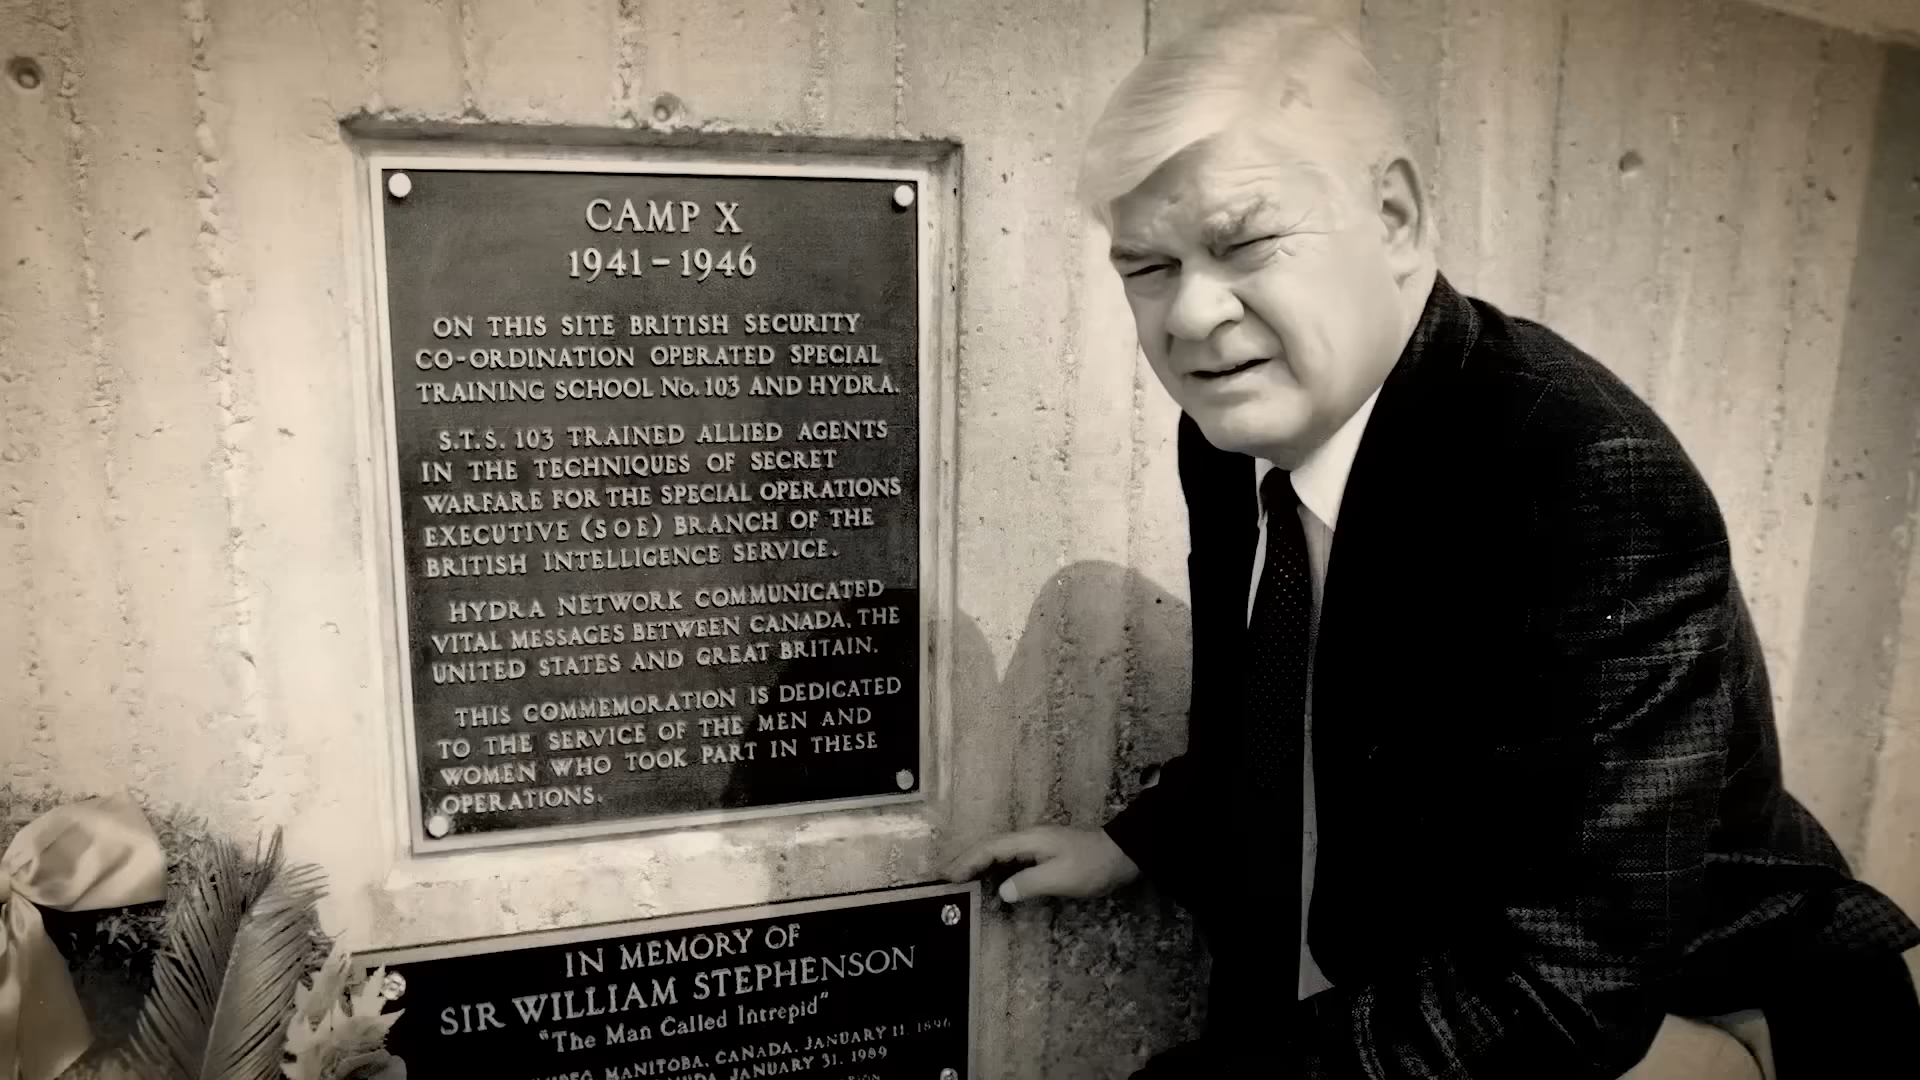 CAMP X
1941-1946
ON THIS SITE BRITISH SECURITY
CO-ORDINATION OPERATED SPECIAL
TRAINING SCHOOL No. 103 AND HYDRA.
S.T.S. 103 TRAINED ALLIED AGENTS
IN THE TECHNIQUES OF SECRET
WARFARE FOR THE SPECIAL OPERATIONS
EXECUTIVE (SOE) BRANCH OF THE
BRITISH INTELLIGENCE SERVICE.
HYDRA NETWORK COMMUNICATED
VITAL MESSAGES BETWEEN CANADA, THE
UNITED STATES AND GREAT BRITAIN.
THIS COMMEMORATION IS DEDICATED
TO THE SERVICE OF THE MEN AND
WOMEN WHO TOOK PART IN THESE
OPERATIONS.
IN MEMORY OF
SIR WILLIAM STEPHENSON
"The Man Called Intrepid"
MANITOBA, CANADA, JANUARY 11, 1896
JANUARY 31, 1989